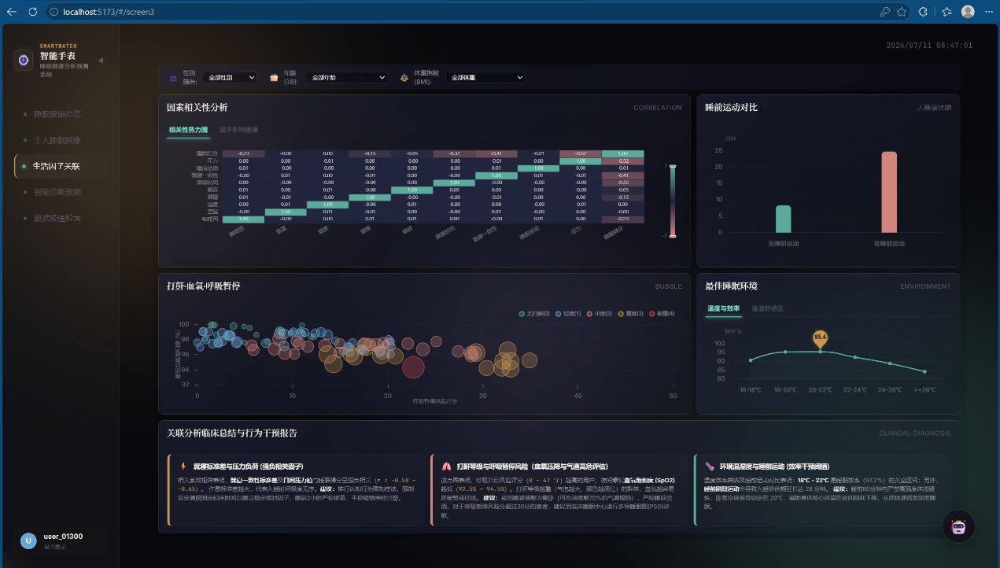 localhost:5173/#/screen3
SMARTWATCH
智能手表
睡眠健康分析预测
系统
2026/07/11 08:47:01
睡眠健康总览
个人睡眠画像
生活因子关联
智能诊断预测
性别
筛选:
全部性别
年龄
分组:
全部年龄
体重指数
(BMI):
全部体重
因素相关性分析
CORRELATION
相关性热力图
因子影响图谱
睡眠得分 -0.23 -0.00 0.00 -0.15 -0.05 -0.32 -0.41 -0.01 -0.52 1.00
压力 0.00 0.00 0.01 -0.00 0.00 0.00 0.00 0.00 1.00 -0.52
睡前运动 0.00 0.00 0.00 -0.00 0.00 -0.00 0.01 1.00 0.00 0.01
就寝一致性 -0.00 0.01 0.00 -0.01 0.00 0.00 1.00 0.01 0.00 -0.41
屏幕时间 -0.00 0.00 0.00 0.00 0.00 1.00 0.00 -0.00 0.00 -0.32
噪音 0.01 -0.01 0.00 -0.01 1.00 0.00 0.00 0.00 0.00 -0.05
酒精 0.01 -0.01 -0.00 1.00 -0.01 0.00 -0.01 -0.00 -0.00 -0.15
湿度 0.00 0.01 1.00 0.00 0.00 0.00 0.00 -0.00 -0.01 0.00
室温 -0.00 1.00 0.01 -0.01 -0.01 0.00 0.01 0.00 0.00 -0.00
咖啡因 1.00 -0.00 0.00 0.01 0.01 -0.00 -0.00 0.01 0.00 -0.23
咖啡因 室温 湿度 酒精 噪音 屏幕时间 就寝一致性 睡前运动 压力 睡眠得分
1
-1
睡前运动对比
入睡潜伏期
分钟
25
20
15
10
5
0
无睡前运动 有睡前运动
打鼾-血氧-呼吸暂停
BUBBLE
无打鼾(0) 轻度(1) 中度(2) 重度(3) 极重(4)
100
98
96
94
92
0 10 20 30 40 50
呼吸暂停风险评分
最佳睡眠环境
ENVIRONMENT
温度与效率
温湿舒适区
效率 %
95.4
100
95
90
85
80
16-18°C 18-20°C 20-22°C 22-24°C 24-26°C >=26°C
关联分析临床总结与行为干预报告
CLINICAL DIAGNOSIS
就寝标准差与压力负荷 (强负相关因子)
相关系数矩阵表明，就寝一致性标准差及日间压力值与睡眠得分呈强负相关 (r = -0.58 ~
-0.65)。作息标准差越大，代表入睡时间极度无序。建议：推行认知行为限制疗法，强制
设定清晨固定起床时间以建立稳定授时因子，睡前2小时严控屏幕，平抑植物神经兴奋。
打鼾等级与呼吸暂停风险 (血氧压降与气道高危评估)
散点图表明，呼吸暂停风险评分 (0 ~ 47 分) 越高的用户，夜间最低血氧饱和度 (SpO2)
越低 (92.5% ~ 94.5%)。打鼾等级越重 (气泡越大、颜色越深红) 的群体，血氧越容易
跌破警戒红线。建议：夜间睡姿调整为侧卧 (可有效缓解70%的气道塌陷)，严控睡前饮
酒，对于呼吸暂停风险分超过30分的患者，建议到临床睡眠中心进行多导睡眠图(PSG)诊
断。
环境温湿度与睡前运动 (效率干预阈值)
温度效率曲线及睡前运动对比表明：18°C - 22°C 是睡眠效率 (97.2%) 的黄金区间；另外，
睡前剧烈运动会导致入睡潜伏期延长达 28 分钟。建议：睡前90分钟内严禁高强度体能锻
炼；卧室空调推荐锁定在 20°C，辅助身体核心体温在夜间顺利下降，从而快速诱发深度睡
眠。
U
user_01300
退出登录